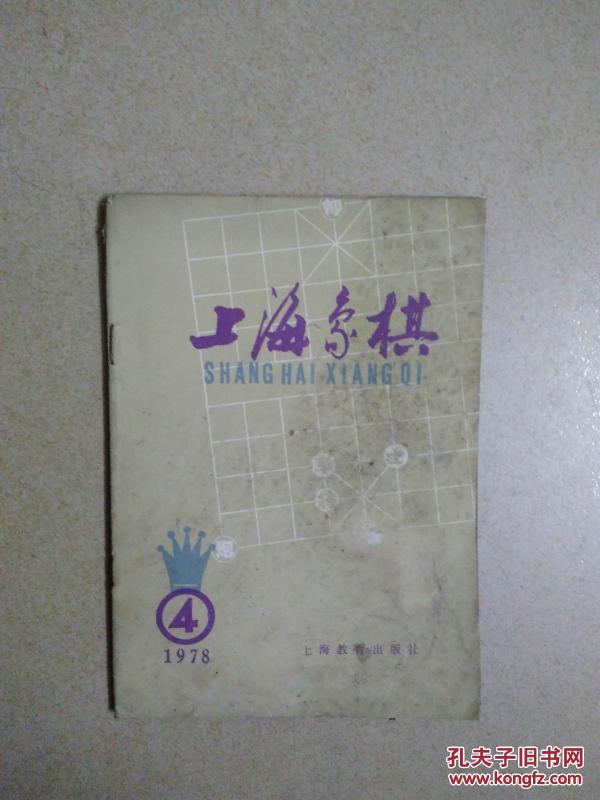 上海象棋
SHANG HAI XIANG QI
4
1978
上海教育出版社
孔夫子旧书网
www.kongfz.com